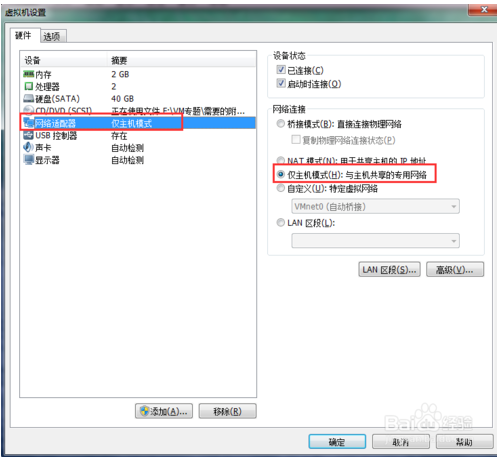 虚拟机设置
硬件 选项
设备 摘要
内存 2 GB
处理器 2
硬盘(SATA) 40 GB
CD/DVD (SCSI) 正在使用文件 F:\VM专题\需要的附...
网络适配器 仅主机模式
USB 控制器 存在
声卡 自动检测
显示器 自动检测
添加(A)... 移除(R)
设备状态
已连接(C)
启动时连接(O)
网络连接
桥接模式(B): 直接连接物理网络
复制物理网络连接状态(P)
NAT 模式(N): 用于共享主机的 IP 地址
仅主机模式(H): 与主机共享的专用网络
自定义(U): 特定虚拟网络
VMnet0 (自动桥接)
LAN 区段(L):
LAN 区段(S)... 高级(V)...
确定 取消 帮助
Baidu 经验